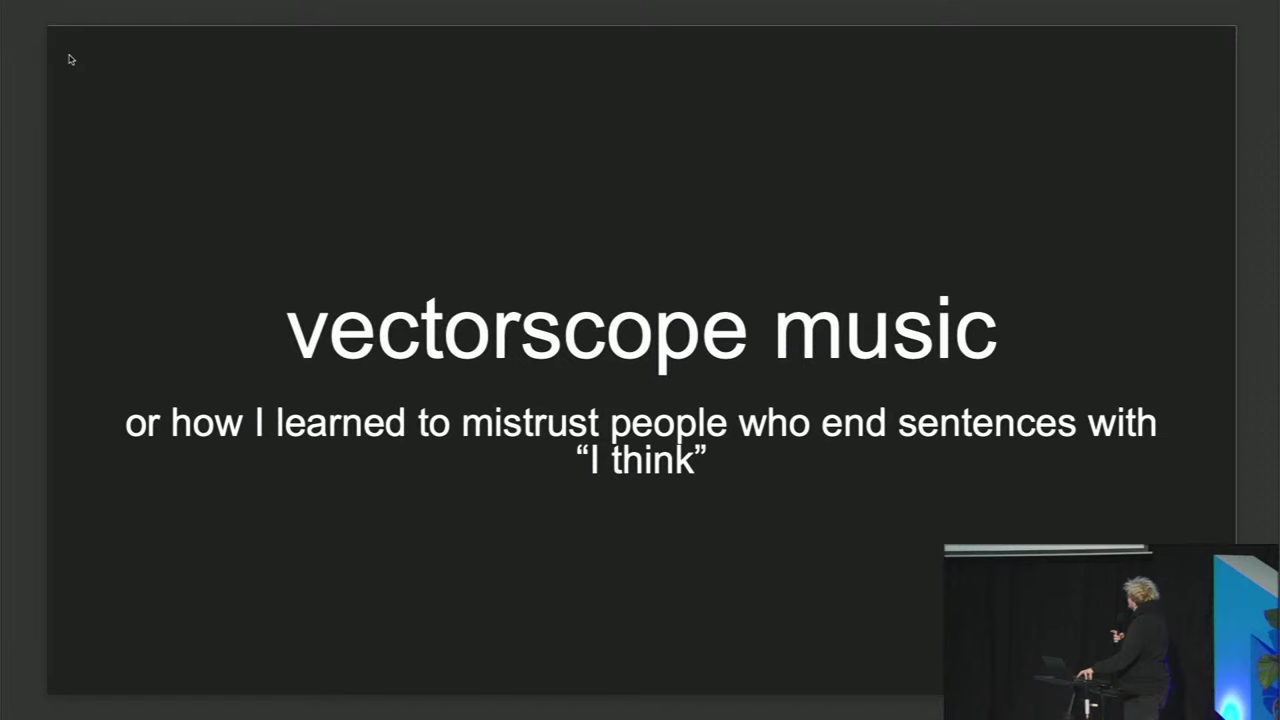 vectorscope music
or how I learned to mistrust people who end sentences with
“I think”